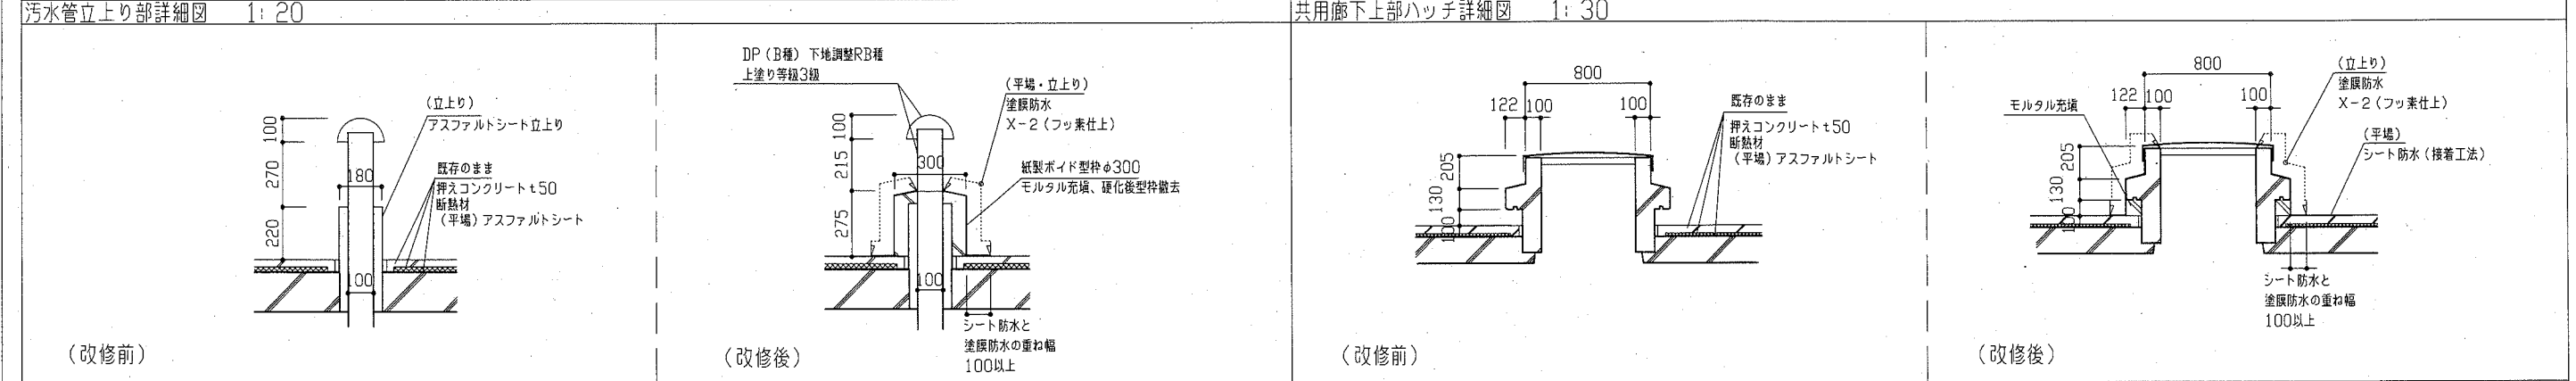 汚水管立上り部詳細図　1：20
100
270
220
180
100
(立上り)
アスファルトシート立上り
既存のまま
押えコンクリートt50
断熱材
(平場) アスファルトシート
(改修前)
DP（B種）下地調整RB種
上塗り等級3級
100
215
275
300
100
(平場・立上り)
塗膜防水
X-2（フッ素仕上）
紙製ボイド型枠φ300
モルタル充填、硬化後型枠撤去
シート防水と
塗膜防水の重ね幅
100以上
(改修後)
共用廊下上部ハッチ詳細図　1：30
800
122
100
100
205
130
100
既存のまま
押えコンクリートt50
断熱材
(平場) アスファルトシート
(改修前)
800
122
100
100
205
130
モルタル充填
(立上り)
塗膜防水
X-2（フッ素仕上）
(平場)
シート防水（接着工法）
シート防水と
塗膜防水の重ね幅
100以上
(改修後)